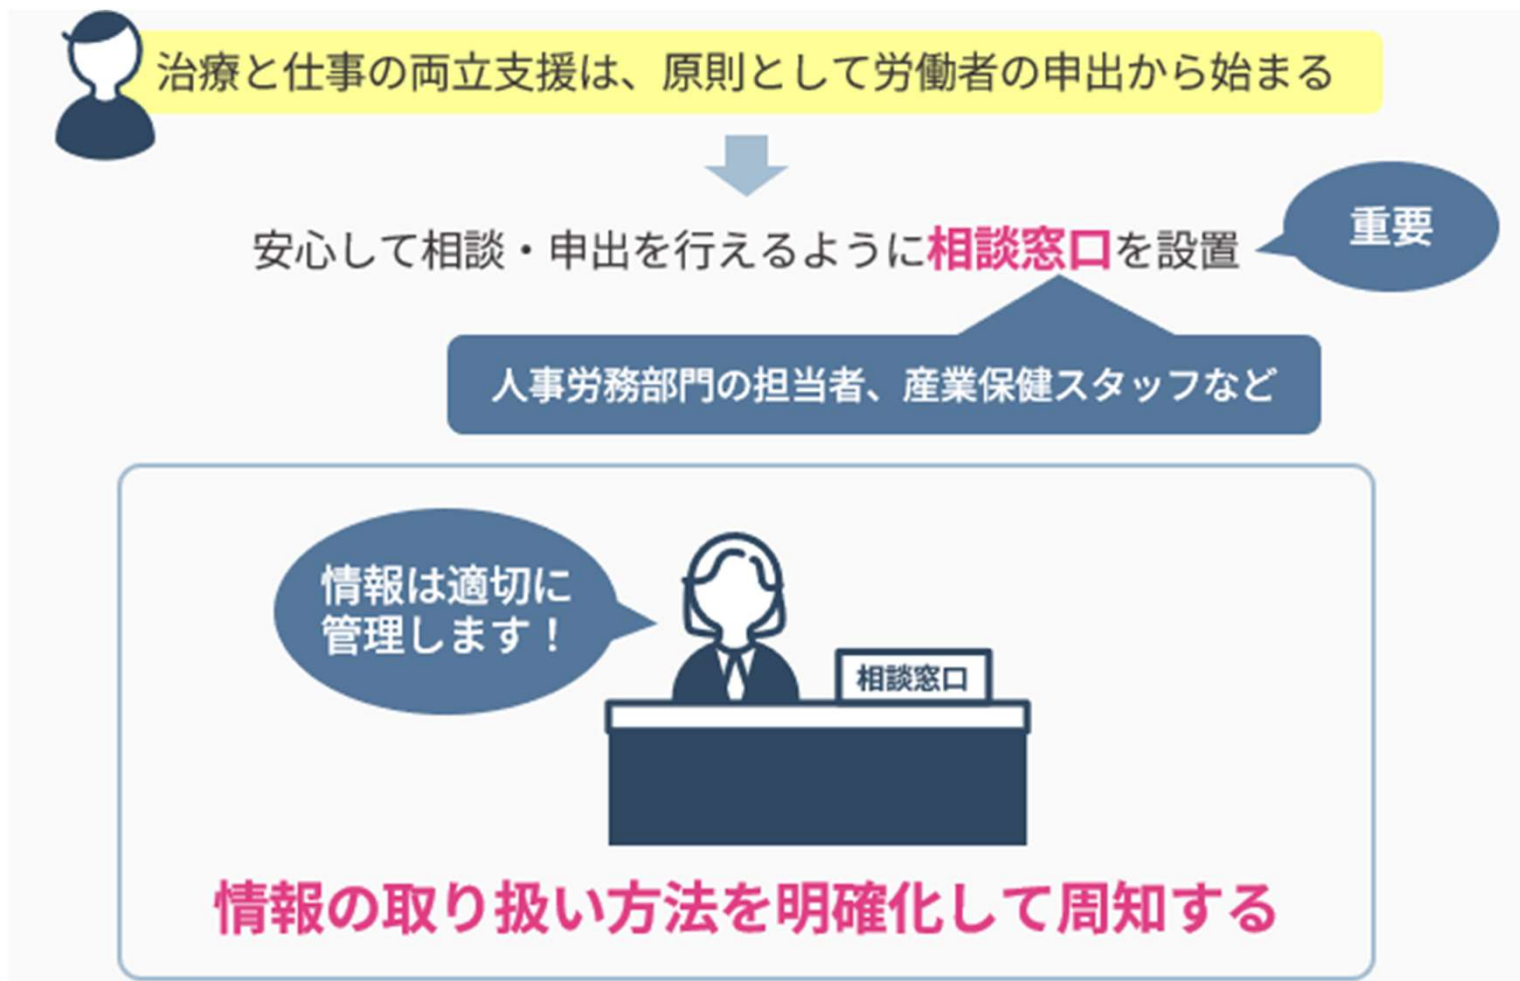 治療と仕事の両立支援は、原則として労働者の申出から始まる
安心して相談・申出を行えるように相談窓口を設置
重要
人事労務部門の担当者、産業保健スタッフなど
情報は適切に
管理します！
相談窓口
情報の取り扱い方法を明確化して周知する